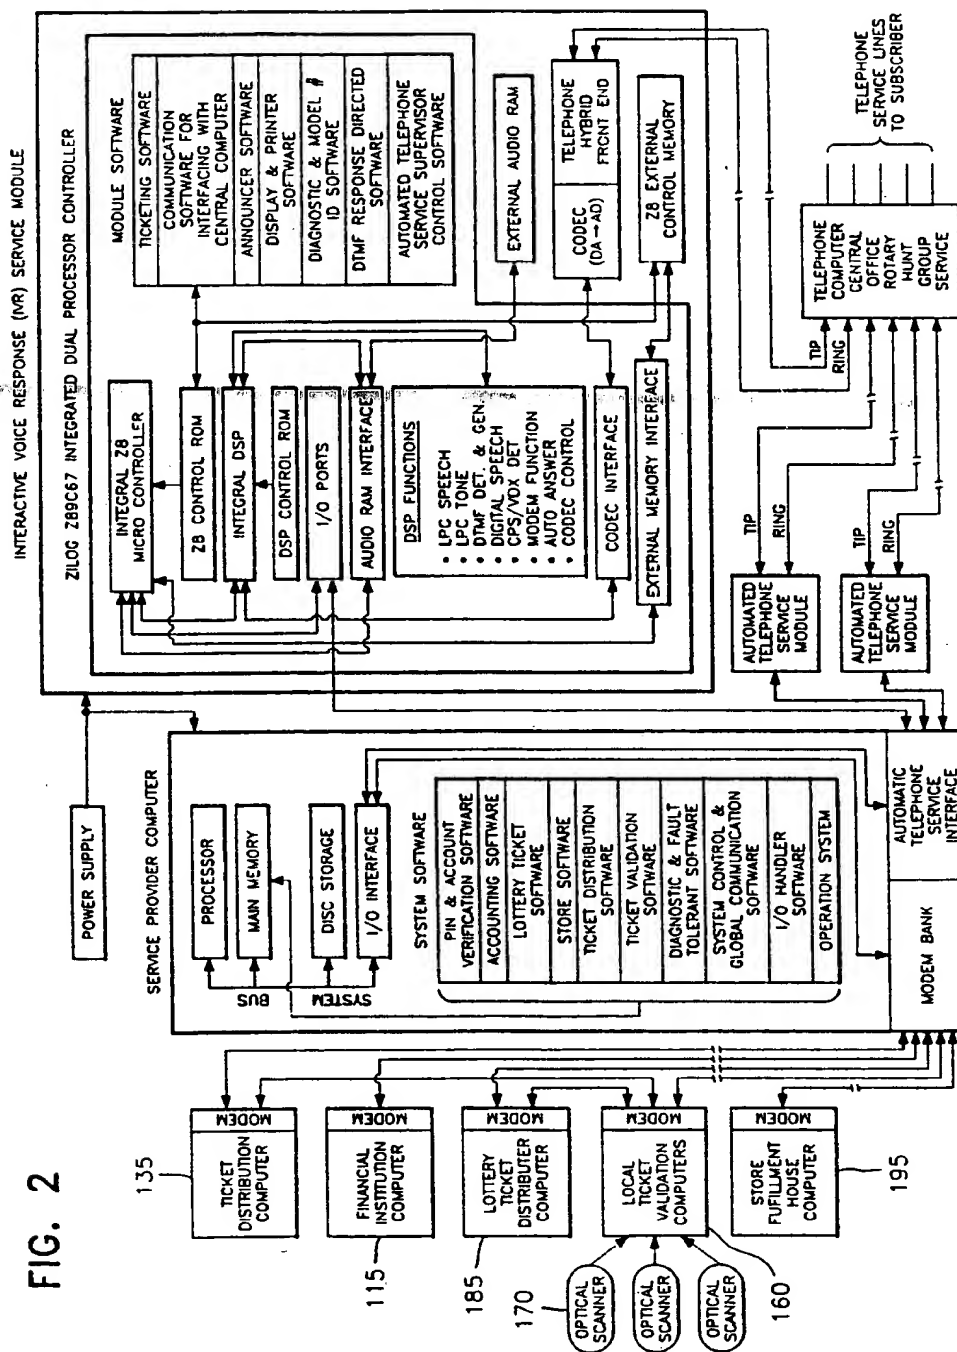 FIG. 2
INTERACTIVE VOICE RESPONSE (IVR) SERVICE MODULE
ZILOG Z89C67 INTEGRATED DUAL PROCESSOR CONTROLLER
MODULE SOFTWARE
TICKETING SOFTWARE
COMMUNICATION
SOFTWARE FOR
INTERFACING WITH
CENTRAL COMPUTER
ANNOUNCER SOFTWARE
DISPLAY & PRINTER
SOFTWARE
DIAGNOSTIC & MODEL #
ID SOFTWARE
DTMF RESPONSE DIRECTED
SOFTWARE
AUTOMATED TELEPHONE
SERVICE SUPERVISOR
CONTROL SOFTWARE
INTEGRAL Z8
MICRO CONTROLLER
Z8 CONTROL ROM
INTEGRAL DSP
DSP CONTROL ROM
I/O PORTS
AUDIO RAM INTERFACE
DSP FUNCTIONS
• LPC SPEECH
• LPC TONE
• DTMF DET. & GEN.
• DIGITAL SPEECH
• CPS/VOX DET
• MODEM FUNCTION
• AUTO ANSWER
• CODEC CONTROL
CODEC INTERFACE
EXTERNAL MEMORY INTERFACE
EXTERNAL AUDIO RAM
CODEC
(DA→AD)
TELEPHONE
HYBRID
FRONT END
Z8 EXTERNAL
CONTROL MEMORY
TELEPHONE
SERVICE LINES
TO SUBSCRIBER
TELEPHONE
COMPUTER
CENTRAL
OFFICE
ROTARY
HUNT
GROUP
SERVICE
TIP
RING
TIP
RING
TIP
RING
AUTOMATED
TELEPHONE
SERVICE
MODULE
AUTOMATED
TELEPHONE
SERVICE
MODULE
POWER SUPPLY
SERVICE PROVIDER COMPUTER
PROCESSOR
MAIN MEMORY
DISC STORAGE
I/O INTERFACE
BUS
SYSTEM
SYSTEM SOFTWARE
PIN & ACCOUNT
VERIFICATION SOFTWARE
ACCOUNTING SOFTWARE
LOTTERY TICKET
SOFTWARE
STORE SOFTWARE
TICKET DISTRIBUTION
SOFTWARE
TICKET VALIDATION
SOFTWARE
DIAGNOSTIC & FAULT
TOLERANT SOFTWARE
SYSTEM CONTROL &
GLOBAL COMMUNICATION
SOFTWARE
I/O HANDLER
SOFTWARE
OPERATION SYSTEM
MODEM BANK
AUTOMATIC
TELEPHONE
SERVICE
INTERFACE
135
TICKET
DISTRIBUTION
COMPUTER
MODEM
115
FINANCIAL
INSTITUTION
COMPUTER
MODEM
185
LOTTERY
TICKET
DISTRIBUTER
COMPUTER
MODEM
160
LOCAL
TICKET
VALIDATION
COMPUTERS
MODEM
195
STORE
FUFILLMENT
HOUSE
COMPUTER
MODEM
170
OPTICAL
SCANNER
OPTICAL
SCANNER
OPTICAL
SCANNER